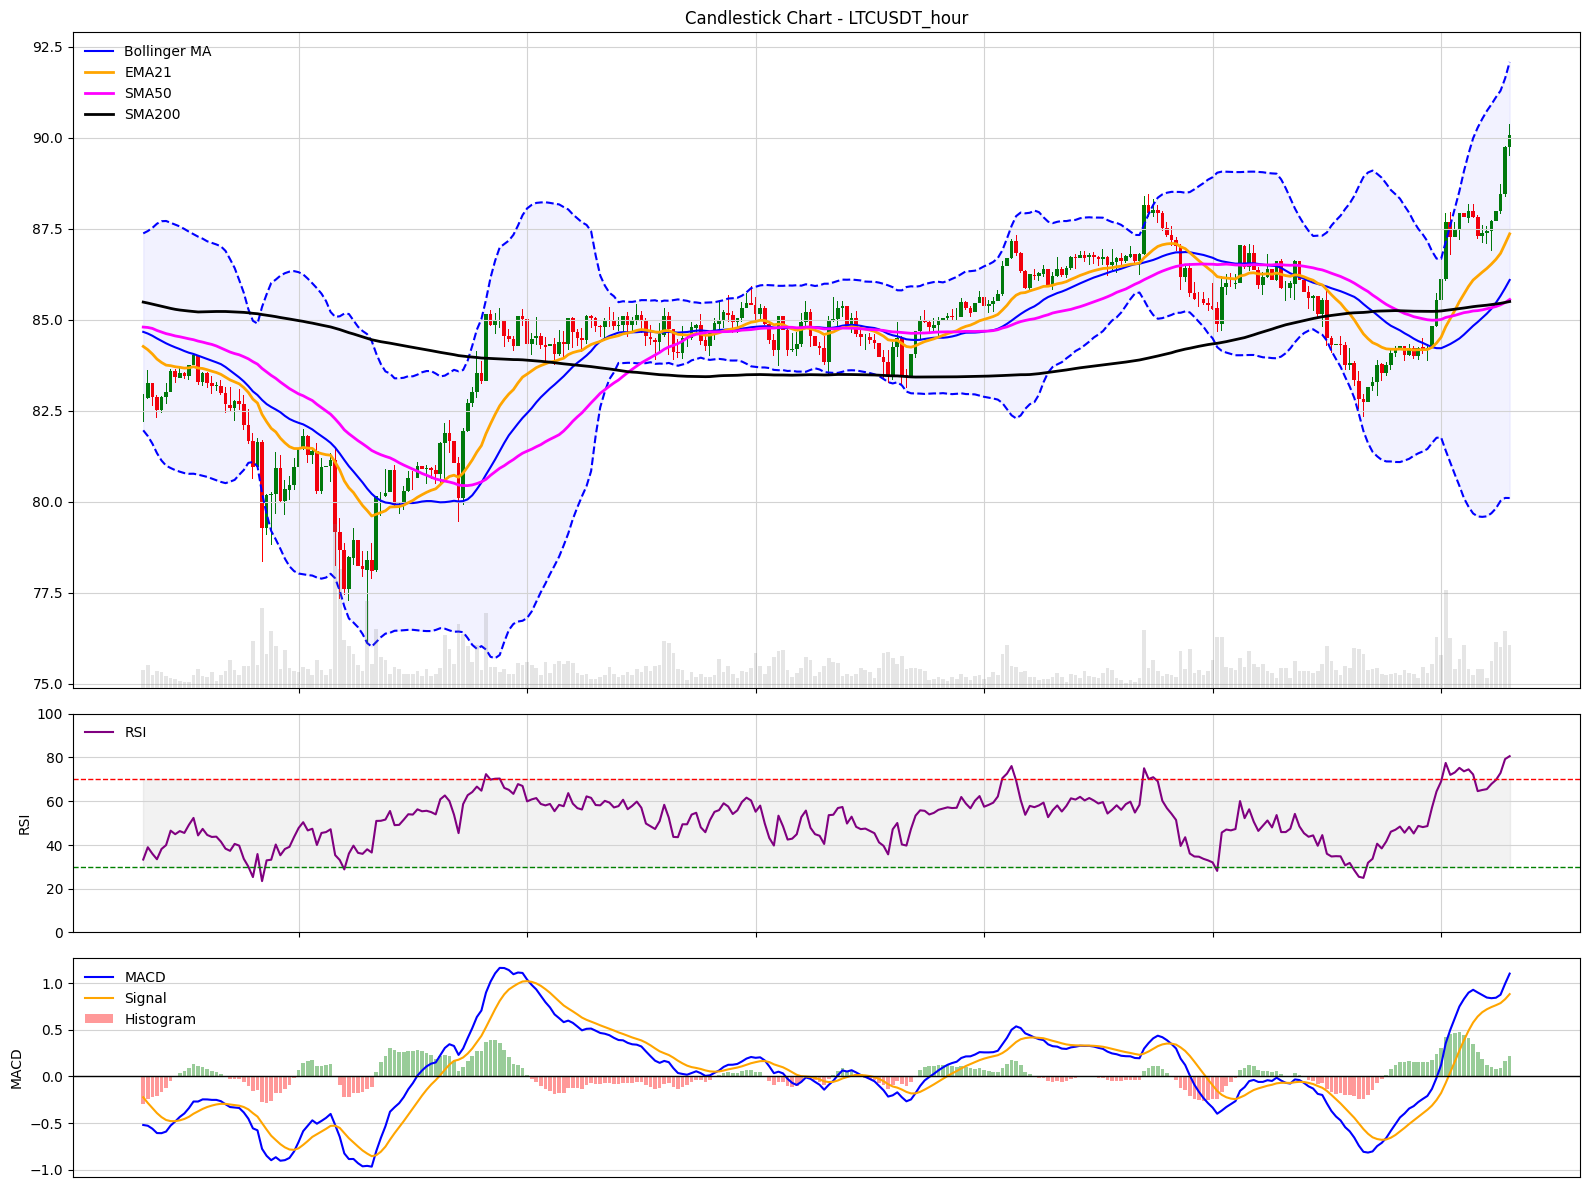 Candlestick Chart - LTCUSDT_hour
92.5
90.0
87.5
85.0
82.5
80.0
77.5
75.0
Bollinger MA
EMA21
SMA50
SMA200
100
80
60
40
20
0
RSI
RSI
1.0
0.5
0.0
−0.5
−1.0
MACD
MACD
Signal
Histogram